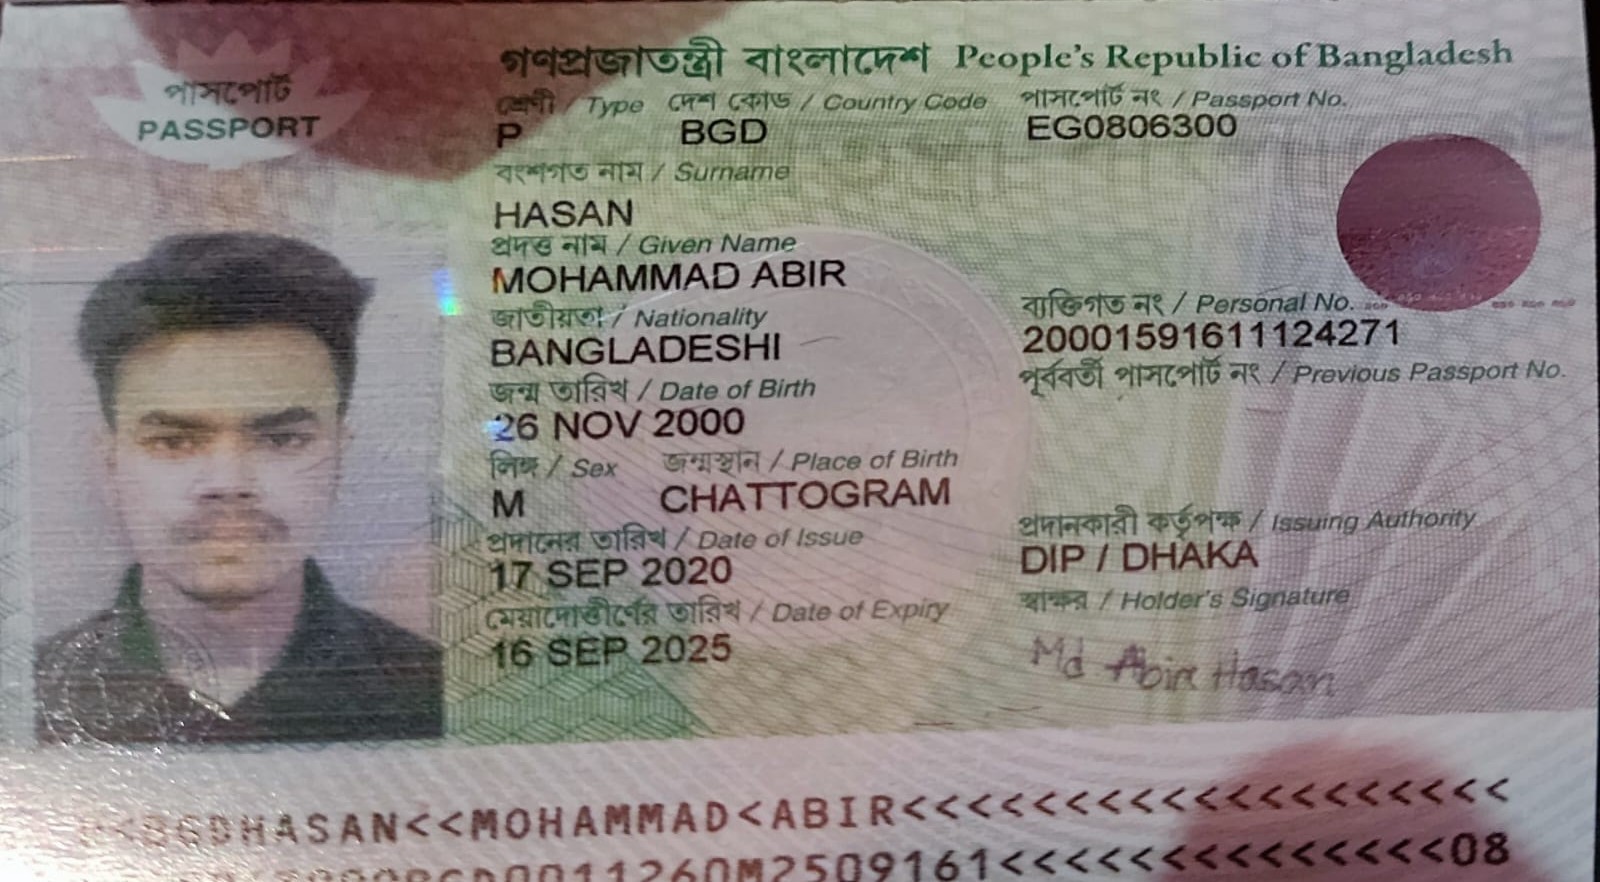 পাসপোর্ট
PASSPORT
গণপ্রজাতন্ত্রী বাংলাদেশ People's Republic of Bangladesh
শ্রেণী / Type দেশ কোড / Country Code পাসপোর্ট নং / Passport No.
P BGD EG0806300
বংশগত নাম / Surname
HASAN
প্রদত্ত নাম / Given Name
MOHAMMAD ABIR
জাতীয়তা / Nationality
BANGLADESHI
ব্যক্তিগত নং / Personal No.
20001591611124271
জন্ম তারিখ / Date of Birth
26 NOV 2000
পূর্ববর্তী পাসপোর্ট নং / Previous Passport No.
লিঙ্গ / Sex জন্মস্থান / Place of Birth
M CHATTOGRAM
প্রদানের তারিখ / Date of Issue
17 SEP 2020
প্রদানকারী কর্তৃপক্ষ / Issuing Authority
DIP / DHAKA
মেয়াদোত্তীর্ণের তারিখ / Date of Expiry
16 SEP 2025
স্বাক্ষর / Holder's Signature
Md Abir Hasan
P<BGDHASAN<<MOHAMMAD<ABIR<<<<<<<<<<<<<<<<<<<
0011260M2509161<<<<<<<<<<<<<<08